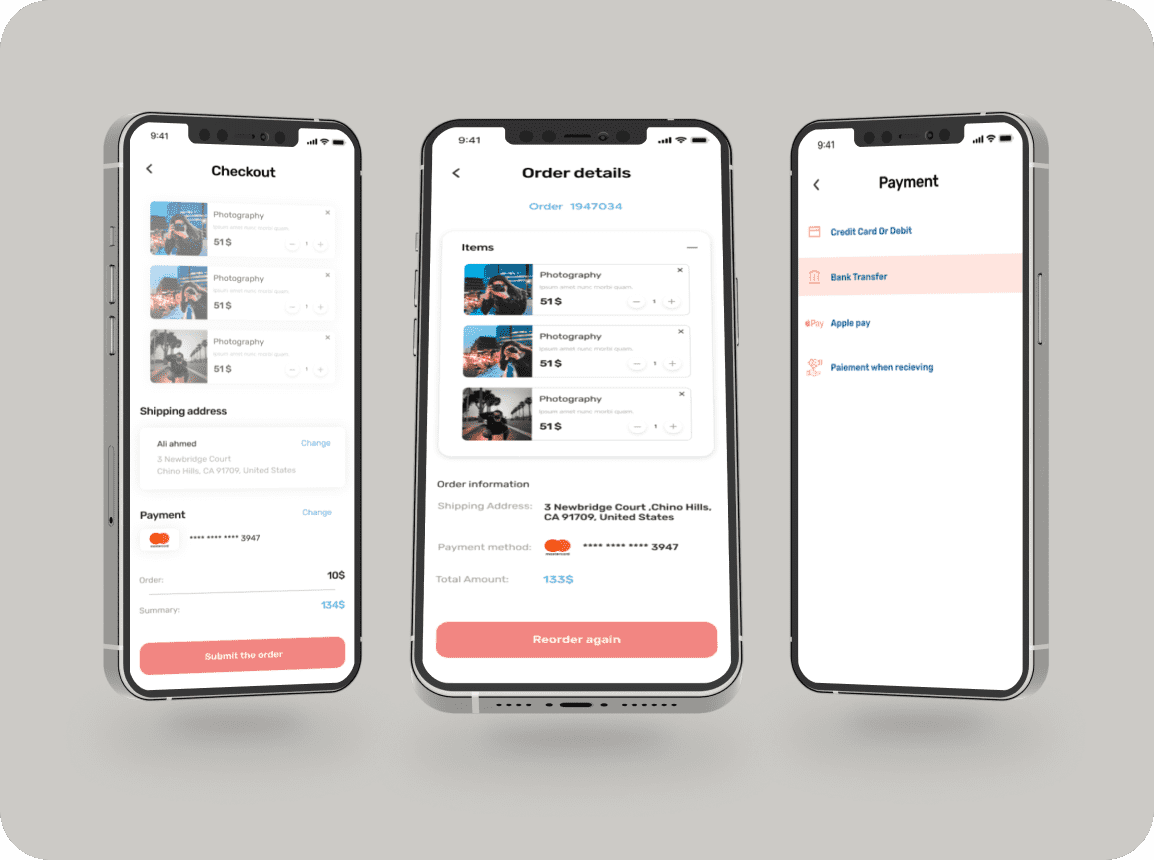 9:41
Checkout
Photography
ipsum amet nunc morbi quam.
51 $
1
Photography
ipsum amet nunc morbi quam.
51 $
1
Photography
ipsum amet nunc morbi quam.
51 $
1
Shipping address
Ali ahmed
Change
3 Newbridge Court
Chino Hills, CA 91709, United States
Payment
Change
**** **** **** 3947
Order:
10$
Summary:
134$
Submit the order
9:41
Order details
Order 1947034
Items
Photography
51 $
1
Photography
ipsum amet nunc morbi quam.
51 $
1
Photography
ipsum amet nunc morbi quam.
51 $
1
Order information
Shipping Address:
3 Newbridge Court ,Chino Hills,
CA 91709, United States
Payment method:
**** **** **** 3947
Total Amount:
133$
Reorder again
9:41
Payment
Credit Card Or Debit
Bank Transfer
Pay
Apple pay
Paiement when recieving